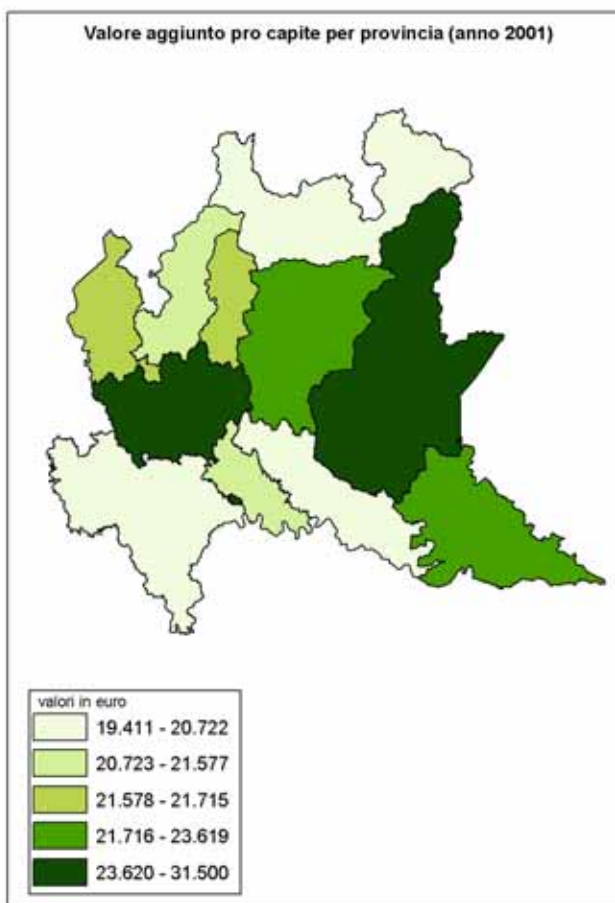 Valore aggiunto pro capite per provincia (anno 2001)
valori in euro
19.411 - 20.722
20.723 - 21.577
21.578 - 21.715
21.716 - 23.619
23.620 - 31.500